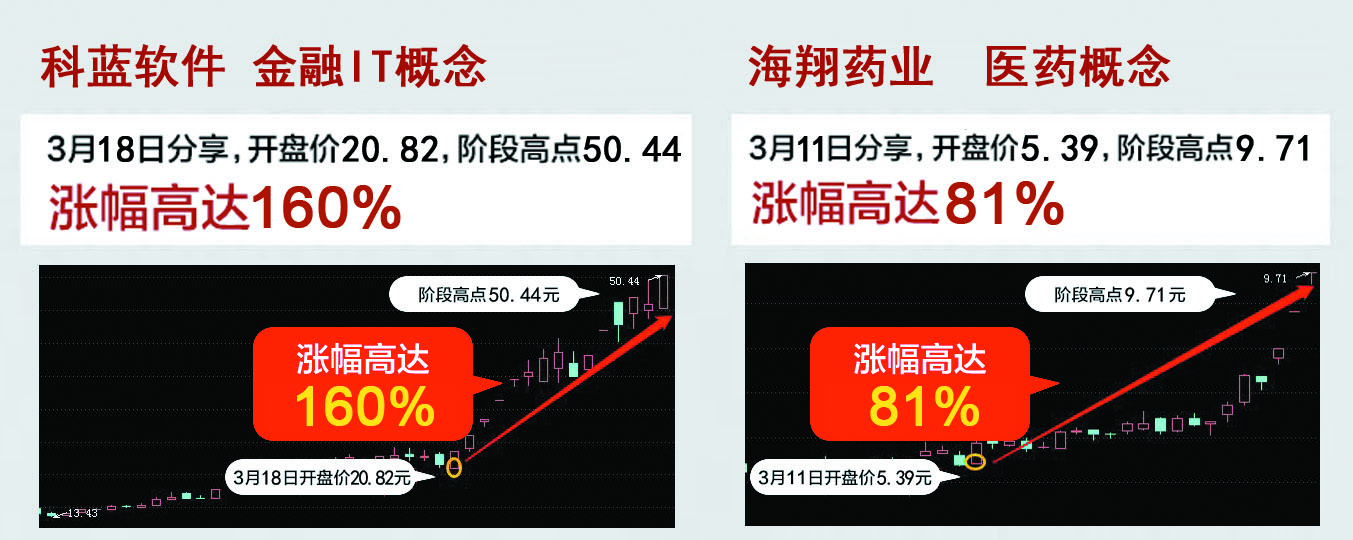 科蓝软件 金融IT概念
3月18日分享,开盘价20.82,阶段高点50.44
涨幅高达160%
50.44
阶段高点50.44元
涨幅高达
160%
3月18日开盘价20.82元
13.43
海翔药业 医药概念
3月11日分享,开盘价5.39,阶段高点9.71
涨幅高达81%
9.71
阶段高点9.71元
涨幅高达
81%
3月11日开盘价5.39元